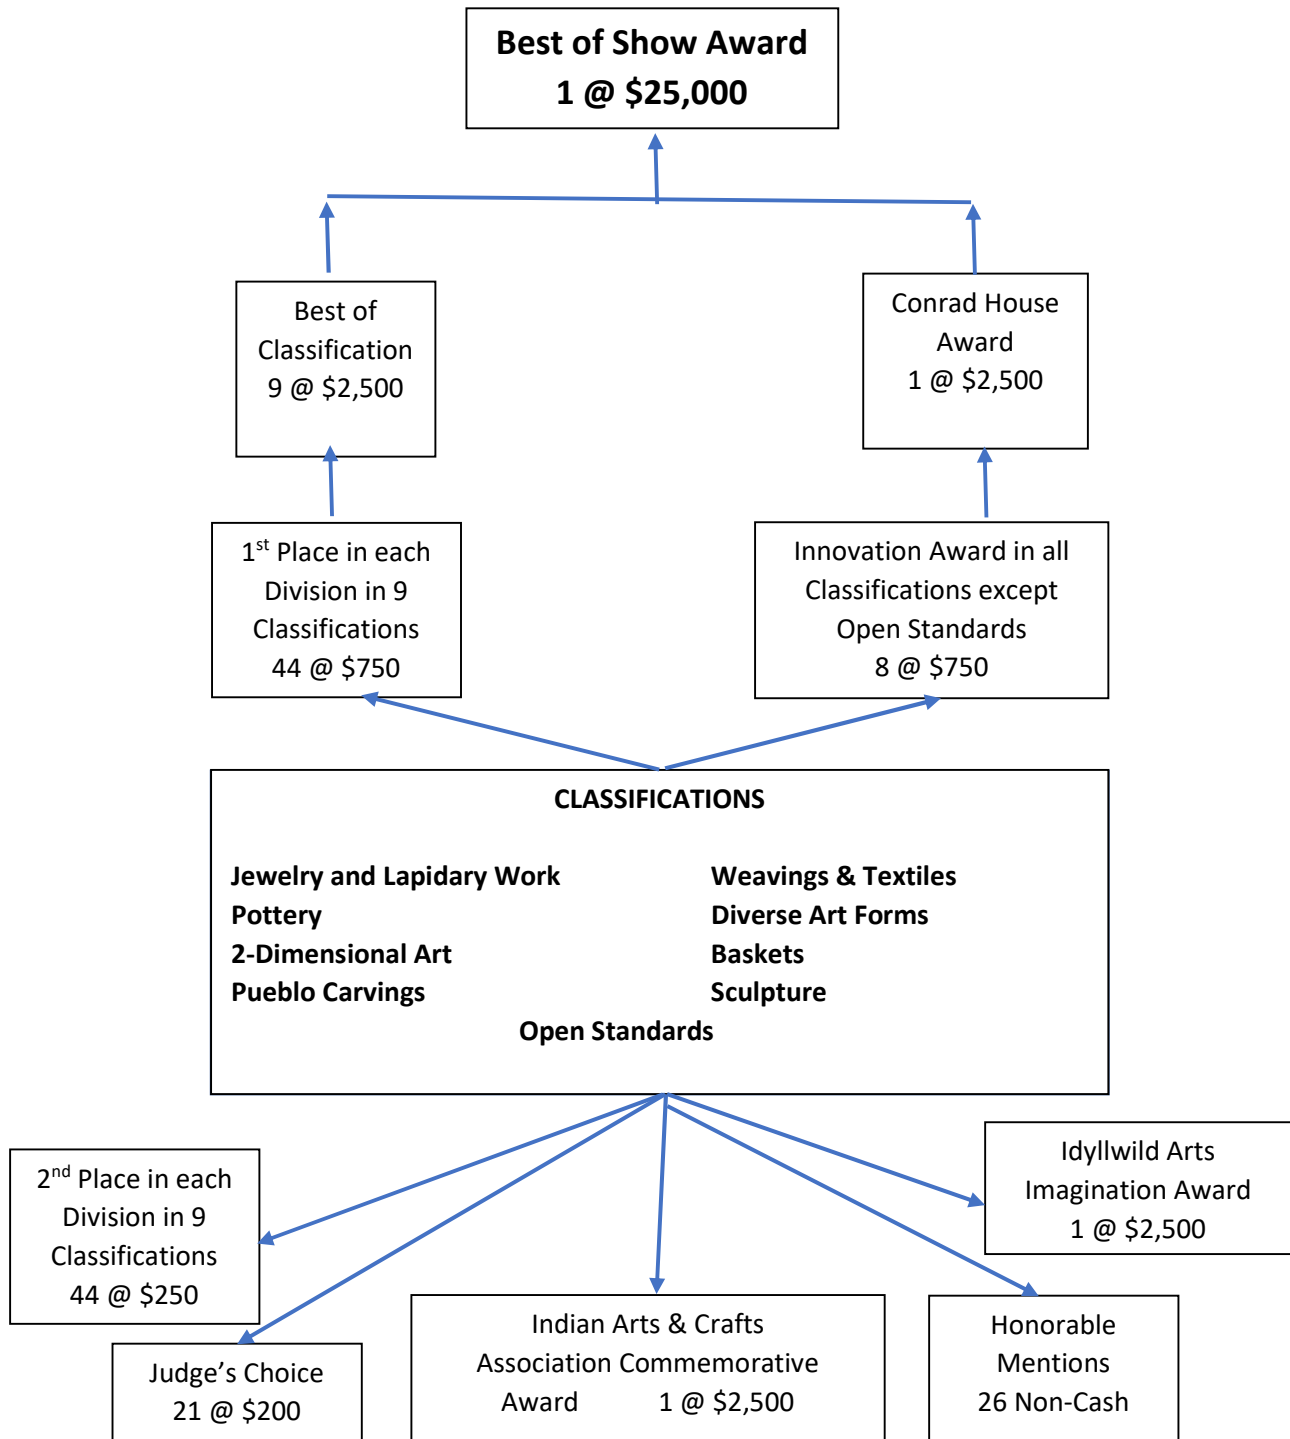 Best of Show Award
1 @ $25,000
Best of
Classification
9 @ $2,500
Conrad House
Award
1 @ $2,500
1st Place in each
Division in 9
Classifications
44 @ $750
Innovation Award in all
Classifications except
Open Standards
8 @ $750
CLASSIFICATIONS
Jewelry and Lapidary Work
Weavings & Textiles
Pottery
Diverse Art Forms
2-Dimensional Art
Baskets
Pueblo Carvings
Sculpture
Open Standards
2nd Place in each
Division in 9
Classifications
44 @ $250
Idyllwild Arts
Imagination Award
1 @ $2,500
Judge’s Choice
21 @ $200
Indian Arts & Crafts
Association Commemorative
Award 1 @ $2,500
Honorable
Mentions
26 Non-Cash